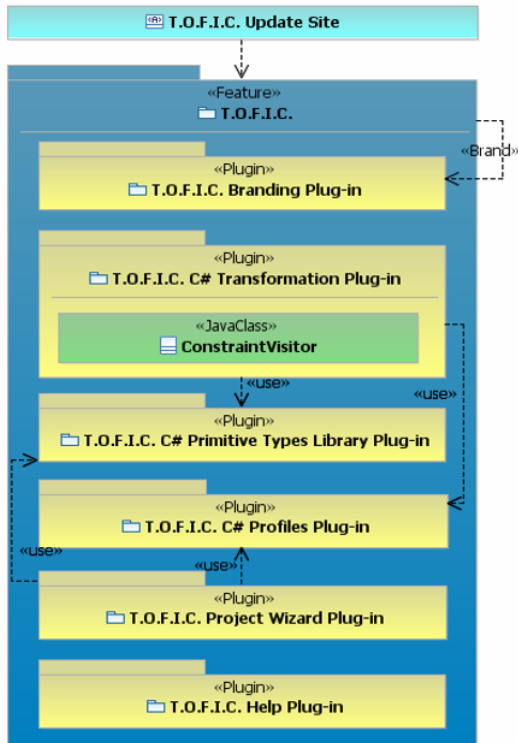 T.O.F.I.C. Update Site
«Feature»
T.O.F.I.C.
«Brand»
«Plugin»
T.O.F.I.C. Branding Plug-in
«Plugin»
T.O.F.I.C. C# Transformation Plug-in
«JavaClass»
ConstraintVisitor
«use»
«use»
«Plugin»
T.O.F.I.C. C# Primitive Types Library Plug-in
«Plugin»
T.O.F.I.C. C# Profiles Plug-in
«use»
«use»
«Plugin»
T.O.F.I.C. Project Wizard Plug-in
«Plugin»
T.O.F.I.C. Help Plug-in